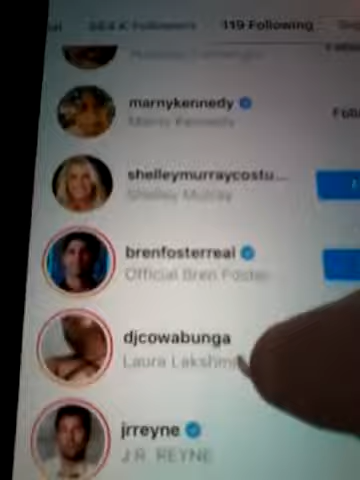 119 Following
marnykennedy
Marny Kennedy
shelleymurraycostu...
Shelley Murray
brenfosterreal
Official Bren Foster
djcowabunga
Laura Lakshmi
jrreyne
J.R. REYNE